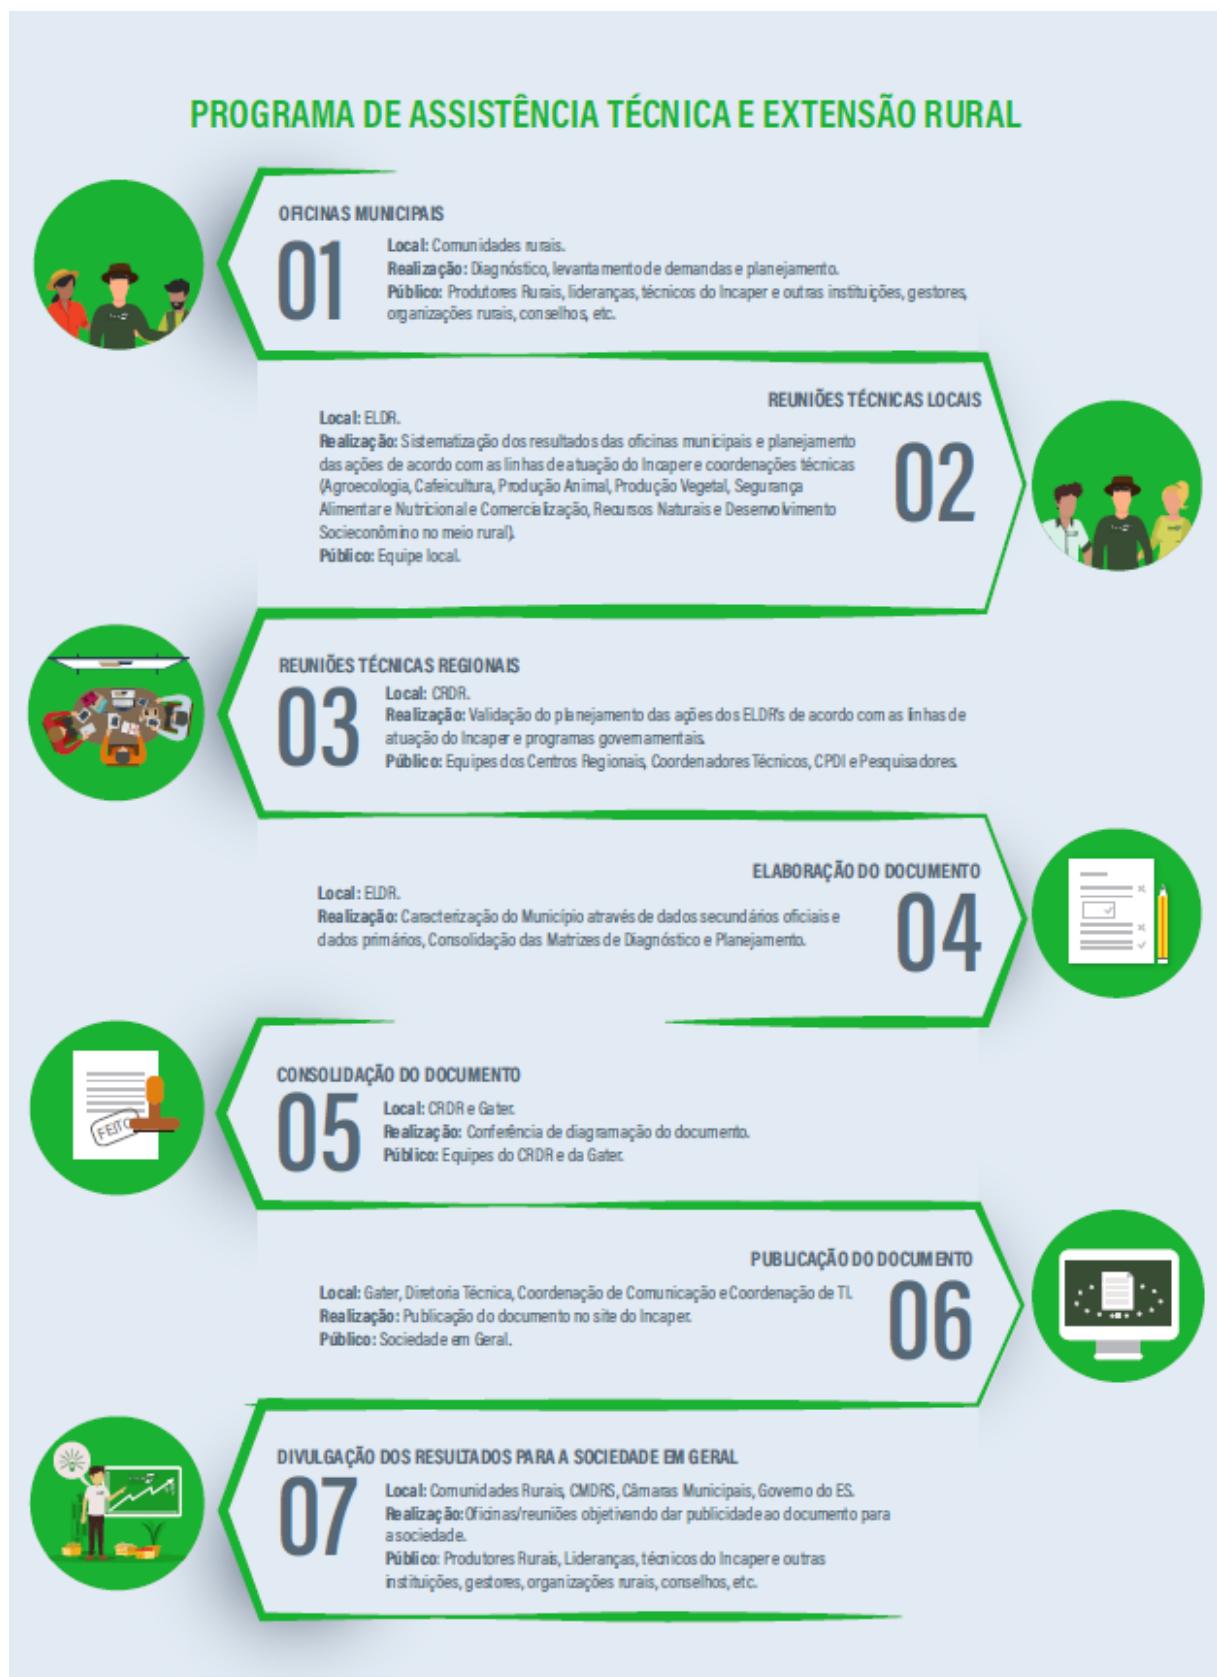 PROGRAMA DE ASSISTÊNCIA TÉCNICA E EXTENSÃO RURAL
OFICINAS MUNICIPAIS
01
Local: Comunidades rurais.
Realização: Diagnóstico, levantamento de demandas e planejamento.
Público: Produtores Rurais, lideranças, técnicos do Incaper e outras instituições, gestores,
organizações rurais, conselhos, etc.
REUNIÕES TÉCNICAS LOCAIS
02
Local: ELDR.
Realização: Sistematização dos resultados das oficinas municipais e planejamento
das ações de acordo com as linhas de atuação do Incaper e coordenações técnicas
(Agroecologia, Cafeicultura, Produção Animal, Produção Vegetal, Segurança
Alimentar e Nutricional e Comercialização, Recursos Naturais e Desenvolvimento
Socieconômino no meio rural).
Público: Equipe local.
REUNIÕES TÉCNICAS REGIONAIS
03
Local: CRDR.
Realização: Validação do planejamento das ações dos ELDR's de acordo com as linhas de
atuação do Incaper e programas governamentais.
Público: Equipes dos Centros Regionais, Coordenadores Técnicos, CPDI e Pesquisadores.
ELABORAÇÃO DO DOCUMENTO
04
Local: ELDR.
Realização: Caracterização do Município através de dados secundários oficiais e
dados primários, Consolidação das Matrizes de Diagnóstico e Planejamento.
CONSOLIDAÇÃO DO DOCUMENTO
05
Local: CRDR e Gater.
Realização: Conferência de diagramação do documento.
Público: Equipes do CRDR e da Gater.
FEITO
PUBLICAÇÃO DO DOCUMENTO
06
Local: Gater, Diretoria Técnica, Coordenação de Comunicação e Coordenação de TI.
Realização: Publicação do documento no site do Incaper.
Público: Sociedade em Geral.
DIVULGAÇÃO DOS RESULTADOS PARA A SOCIEDADE EM GERAL
07
Local: Comunidades Rurais, CMDRS, Câmaras Municipais, Governo do ES.
Realização: Oficinas/reuniões objetivando dar publicidade ao documento para
a sociedade.
Público: Produtores Rurais, Lideranças, técnicos do Incaper e outras
instituições, gestores, organizações rurais, conselhos, etc.